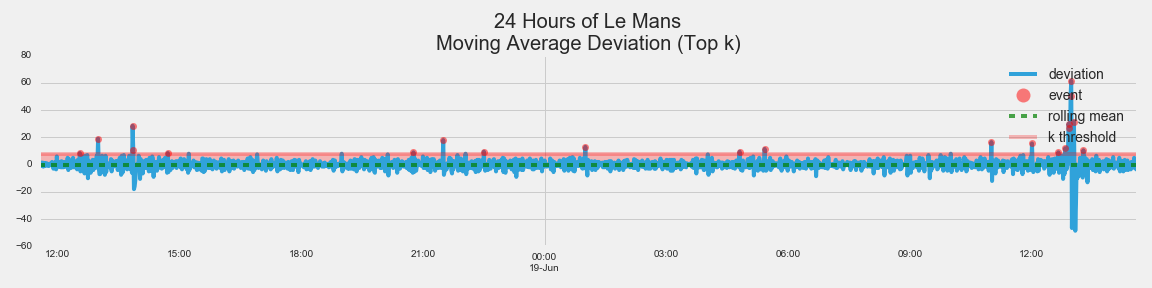 24 Hours of Le Mans
Moving Average Deviation (Top k)
80
60
40
20
0
−20
−40
−60
deviation
event
rolling mean
k threshold
12:00 15:00 18:00 21:00 00:00 03:00 06:00 09:00 12:00
19-Jun